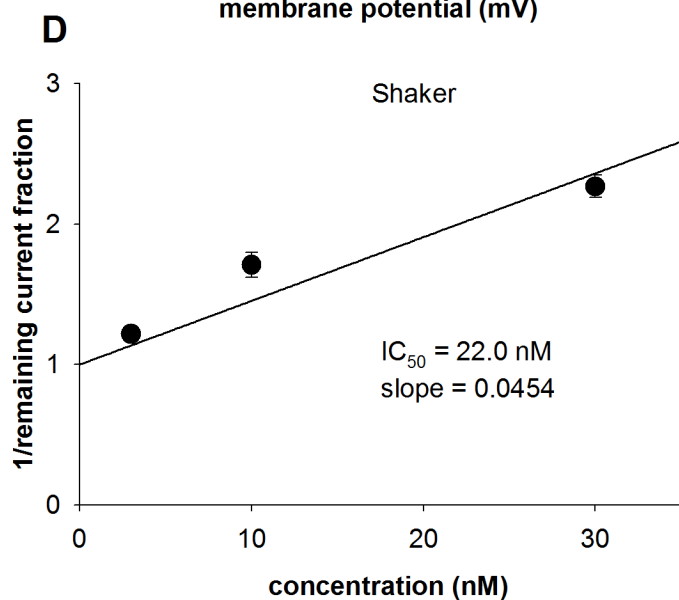 membrane potential (mV)
D
3
Shaker
2
1/remaining current fraction
IC50 = 22.0 nM
1
slope = 0.0454
0
0 10 20 30
concentration (nM)